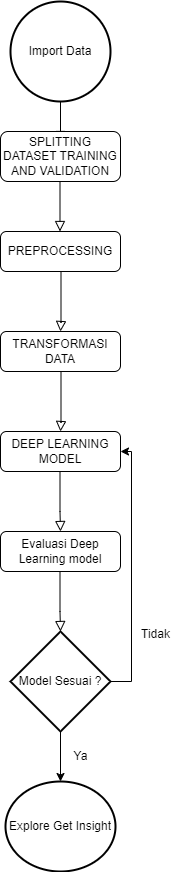 Import Data
SPLITTING
DATASET TRAINING
AND VALIDATION
PREPROCESSING
TRANSFORMASI
DATA
DEEP LEARNING
MODEL
Evaluasi Deep
Learning model
Model Sesuai ?
Tidak
Ya
Explore Get Insight